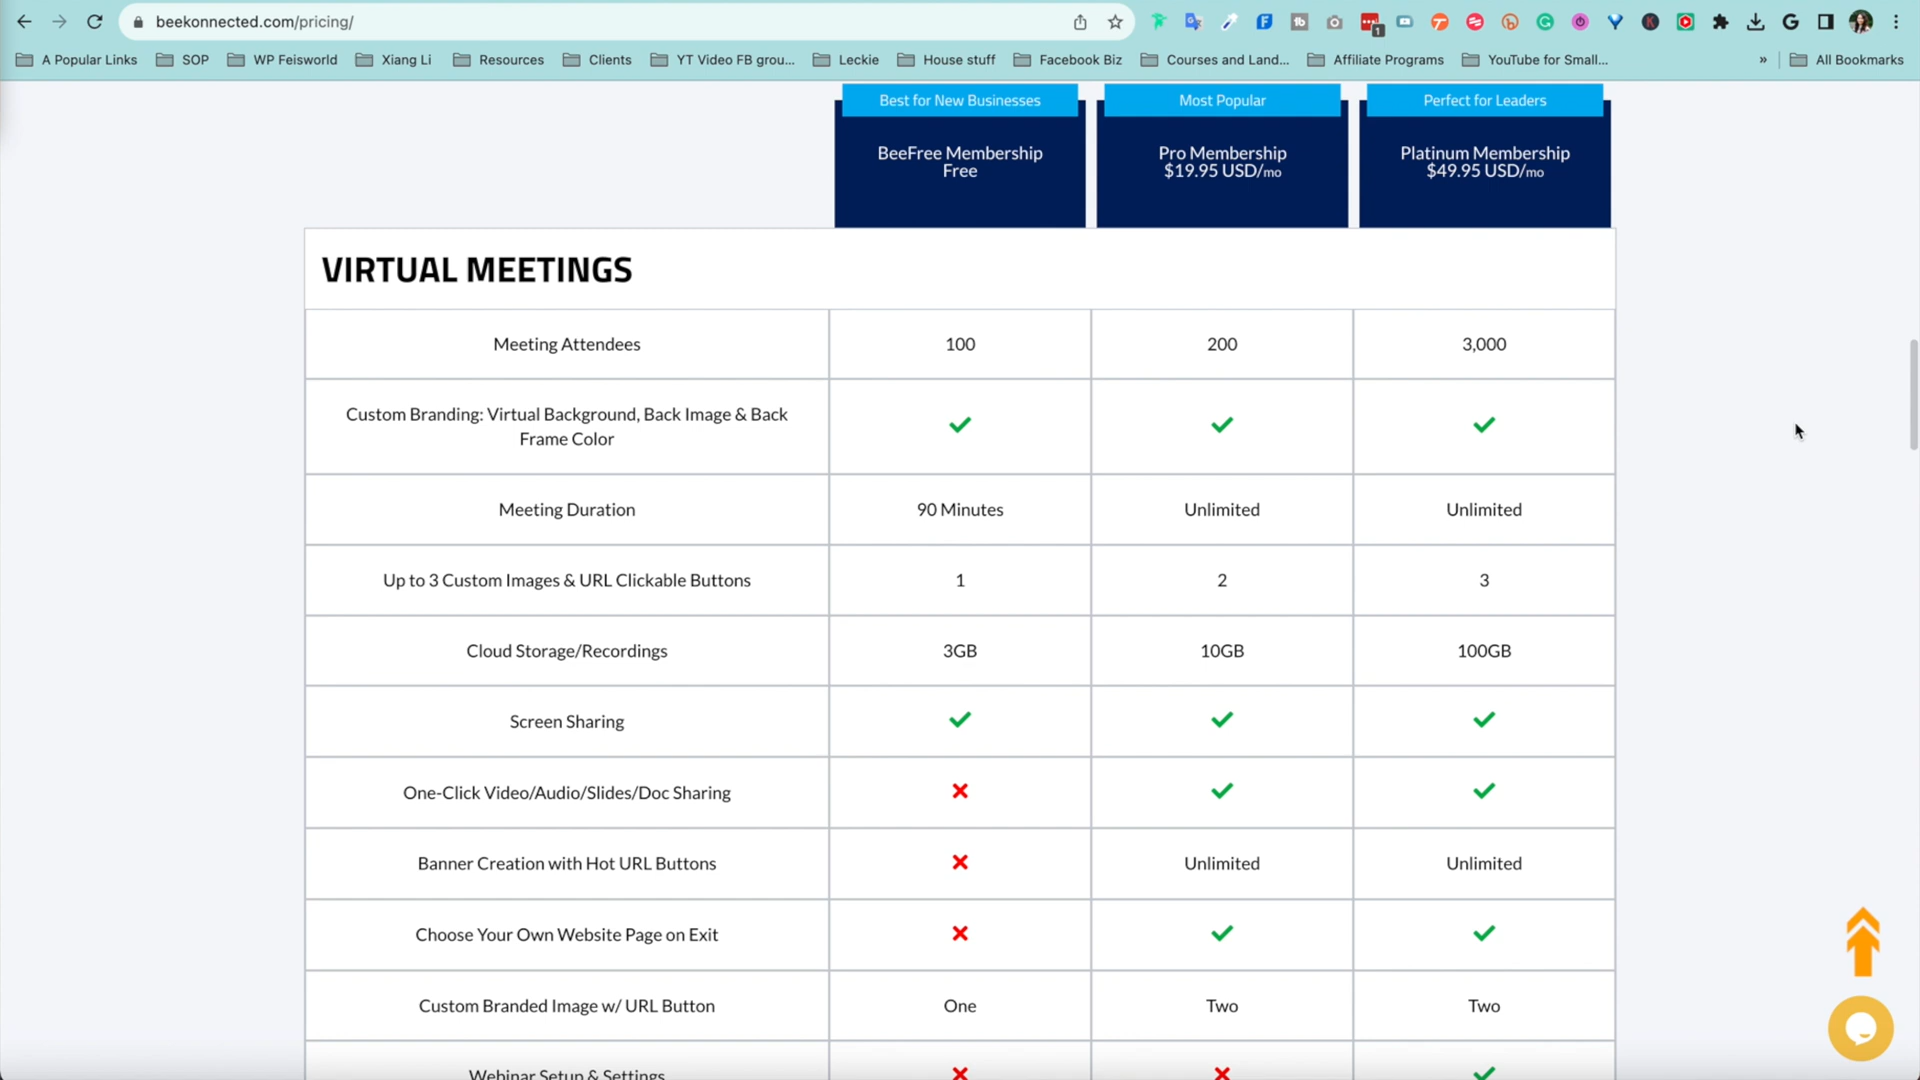 beekonnected.com/pricing/
1
A Popular Links SOP WP Feisworld Xiang Li Resources Clients YT Video FB grou... Leckie House stuff Facebook Biz Courses and Land... Affiliate Programs YouTube for Small... » All Bookmarks
Best for New Businesses Most Popular Perfect for Leaders
BeeFree Membership Pro Membership Platinum Membership
Free $19.95 USD/mo $49.95 USD/mo
VIRTUAL MEETINGS
Meeting Attendees 100 200 3,000
Custom Branding: Virtual Background, Back Image & Back
Frame Color
Meeting Duration 90 Minutes Unlimited Unlimited
Up to 3 Custom Images & URL Clickable Buttons 1 2 3
Cloud Storage/Recordings 3GB 10GB 100GB
Screen Sharing
One-Click Video/Audio/Slides/Doc Sharing
Banner Creation with Hot URL Buttons Unlimited Unlimited
Choose Your Own Website Page on Exit
Custom Branded Image w/ URL Button One Two Two
Webinar Setup & Settings